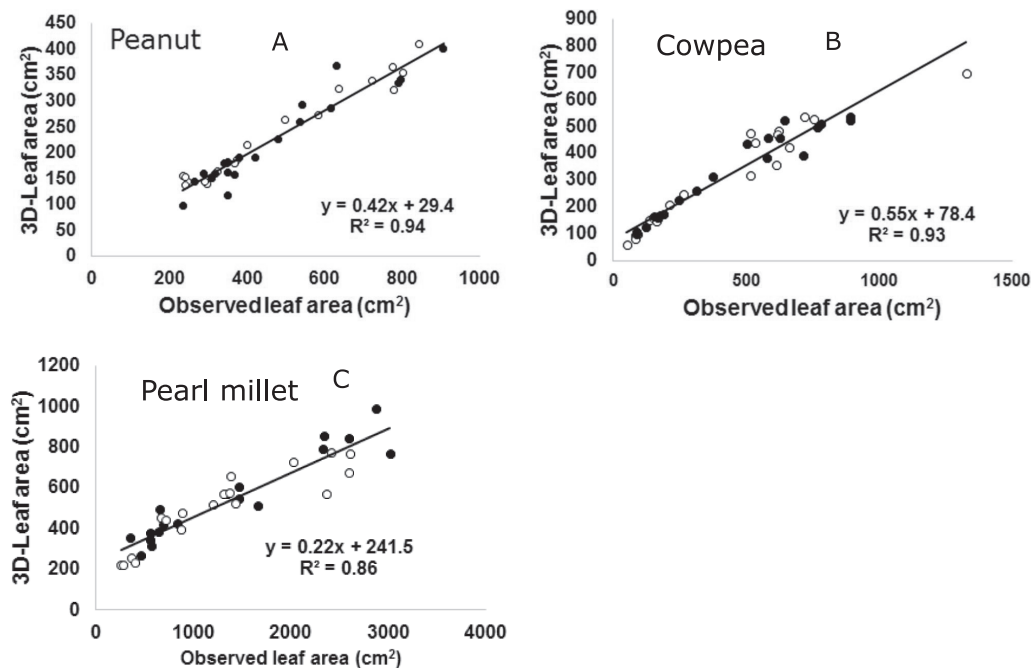 Peanut
A
3D-Leaf area (cm²)
450
400
350
300
250
200
150
100
50
0
y = 0.42x + 29.4
R² = 0.94
0 200 400 600 800 1000
Observed leaf area (cm²)
Cowpea
B
3D-Leaf area (cm²)
900
800
700
600
500
400
300
200
100
0
y = 0.55x + 78.4
R² = 0.93
0 500 1000 1500
Observed leaf area (cm²)
Pearl millet
C
3D-Leaf area (cm²)
1200
1000
800
600
400
200
0
y = 0.22x + 241.5
R² = 0.86
0 1000 2000 3000 4000
Observed leaf area (cm²)